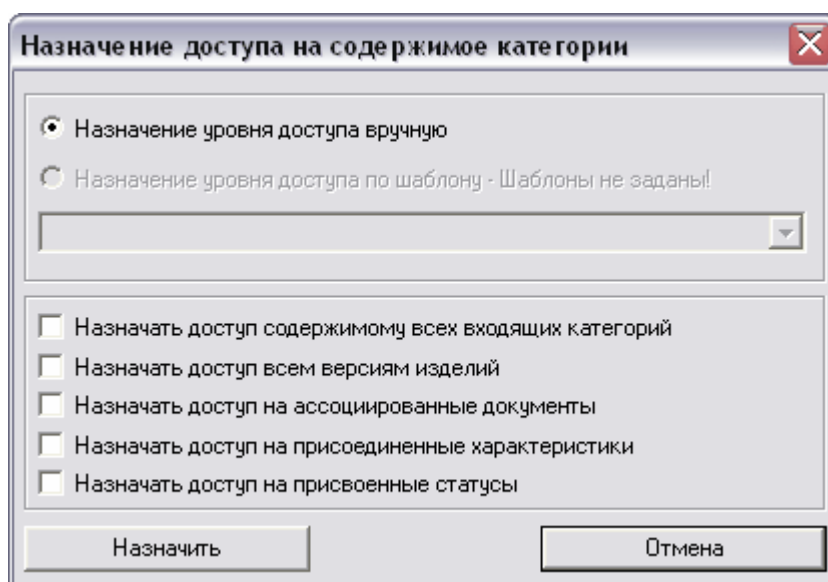 Назначение доступа на содержимое категории
Назначение уровня доступа вручную
Назначение уровня доступа по шаблону - Шаблоны не заданы!
Назначать доступ содержимому всех входящих категорий
Назначать доступ всем версиям изделий
Назначать доступ на ассоциированные документы
Назначать доступ на присоединенные характеристики
Назначать доступ на присвоенные статусы
Назначить
Отмена